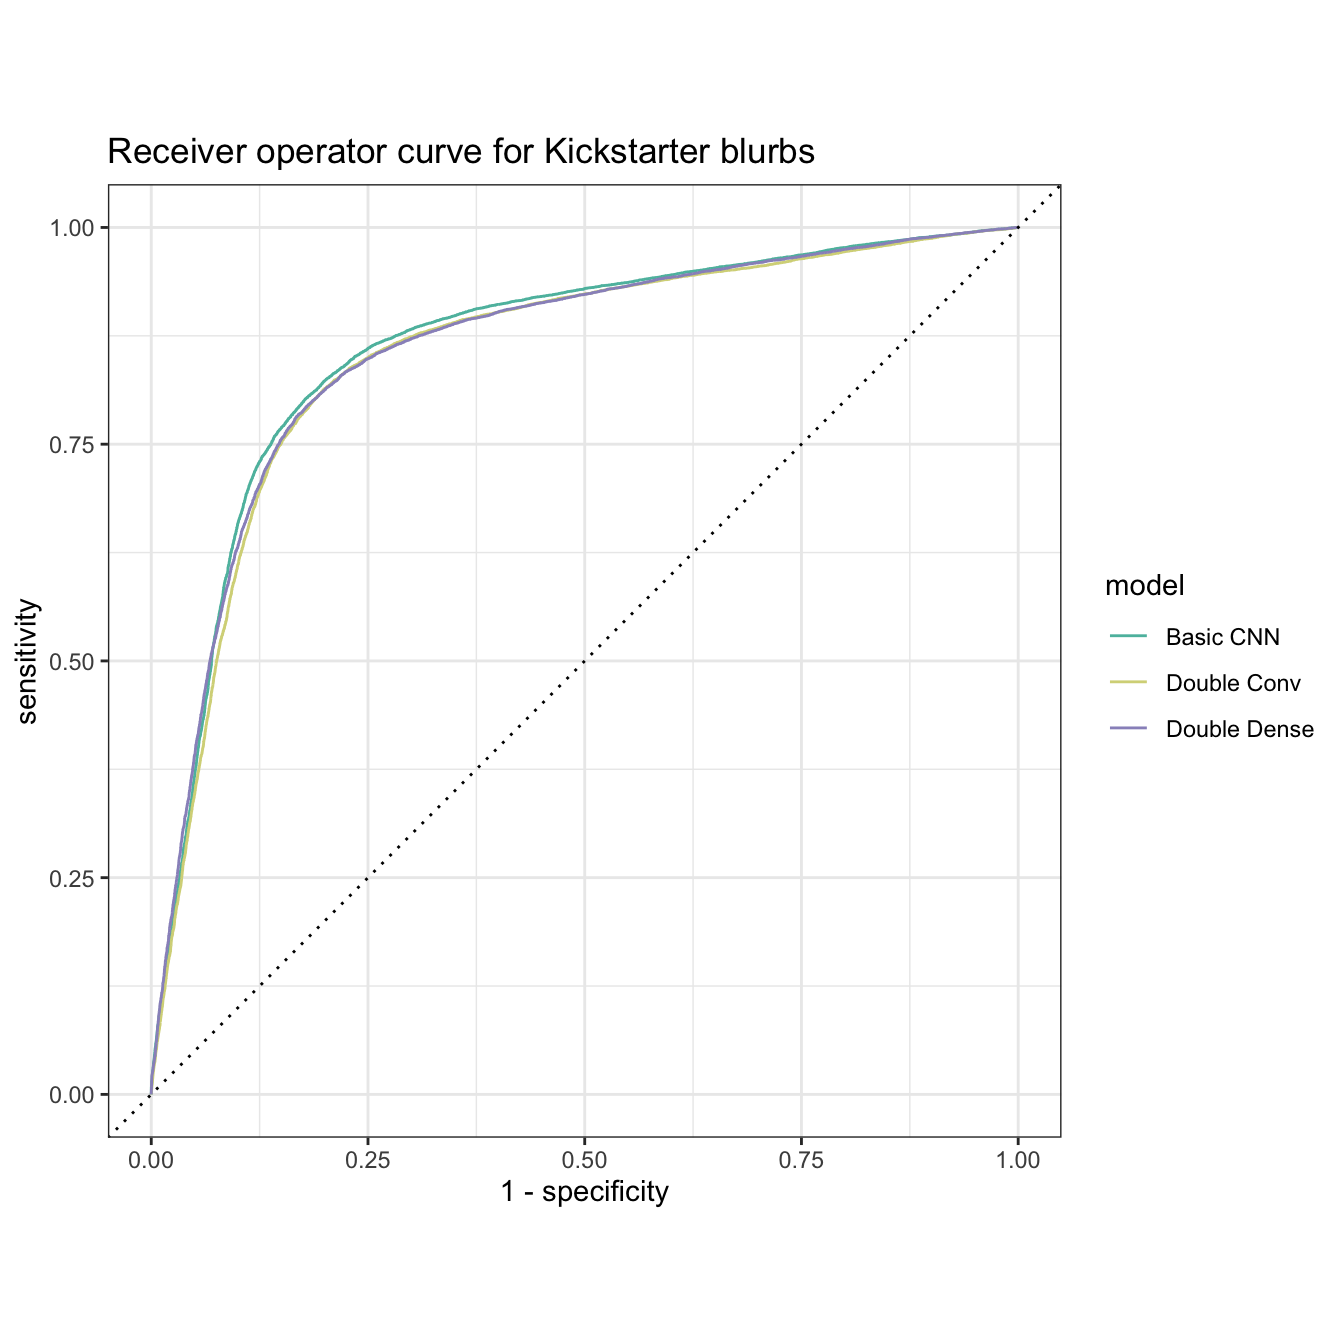 Receiver operator curve for Kickstarter blurbs
1.00
0.75
0.50
0.25
0.00
sensitivity
0.00 0.25 0.50 0.75 1.00
1 - specificity
model
Basic CNN
Double Conv
Double Dense